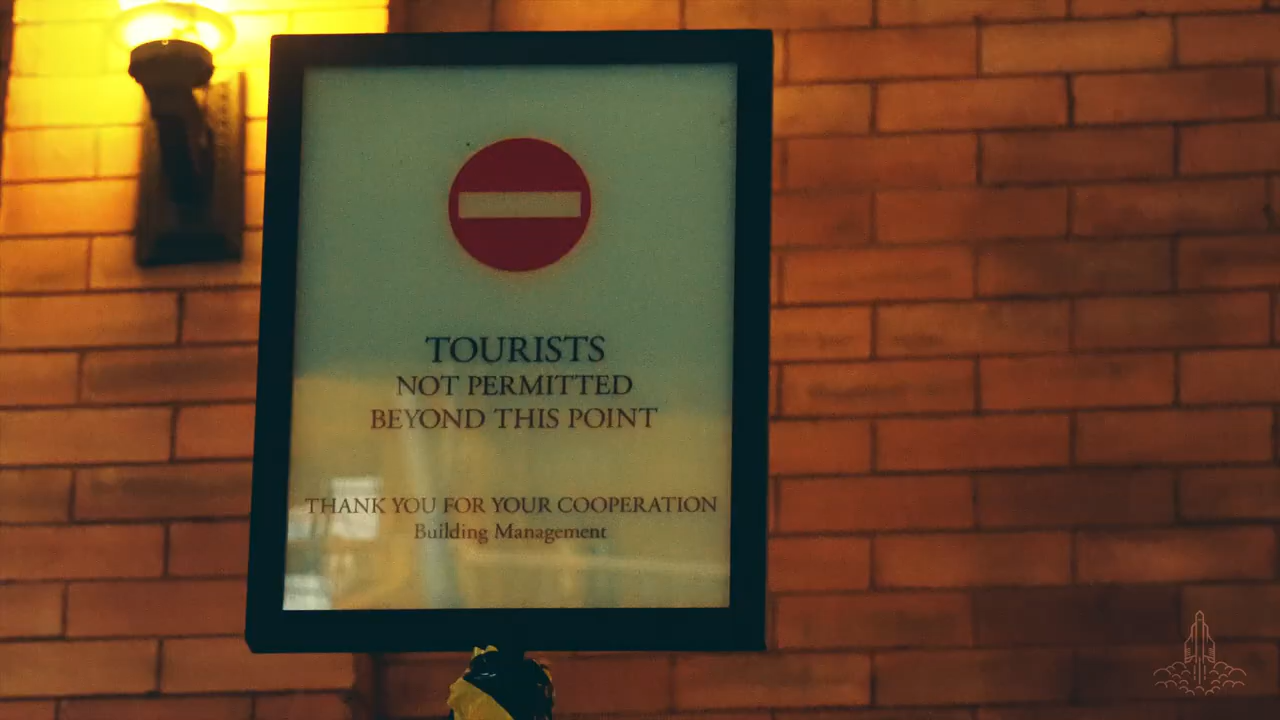 TOURISTS
NOT PERMITTED
BEYOND THIS POINT
THANK YOU FOR YOUR COOPERATION
Building Management